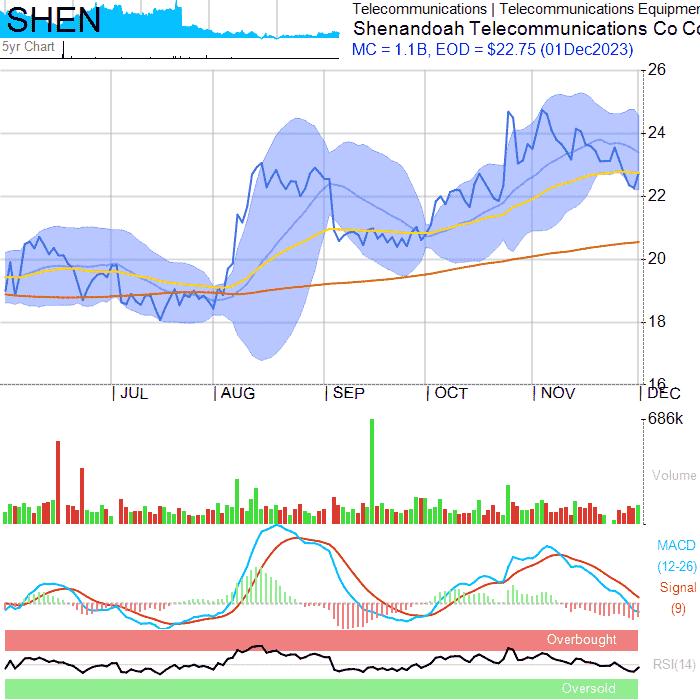 SHEN
5yr Chart
Telecommunications | Telecommunications Equipmen
Shenandoah Telecommunications Co Co
MC = 1.1B, EOD = $22.75 (01Dec2023)
26
24
22
20
18
16
JUL AUG SEP OCT NOV DEC
686k
Volume
MACD
(12-26)
Signal
(9)
Overbought
RSI(14)
Oversold